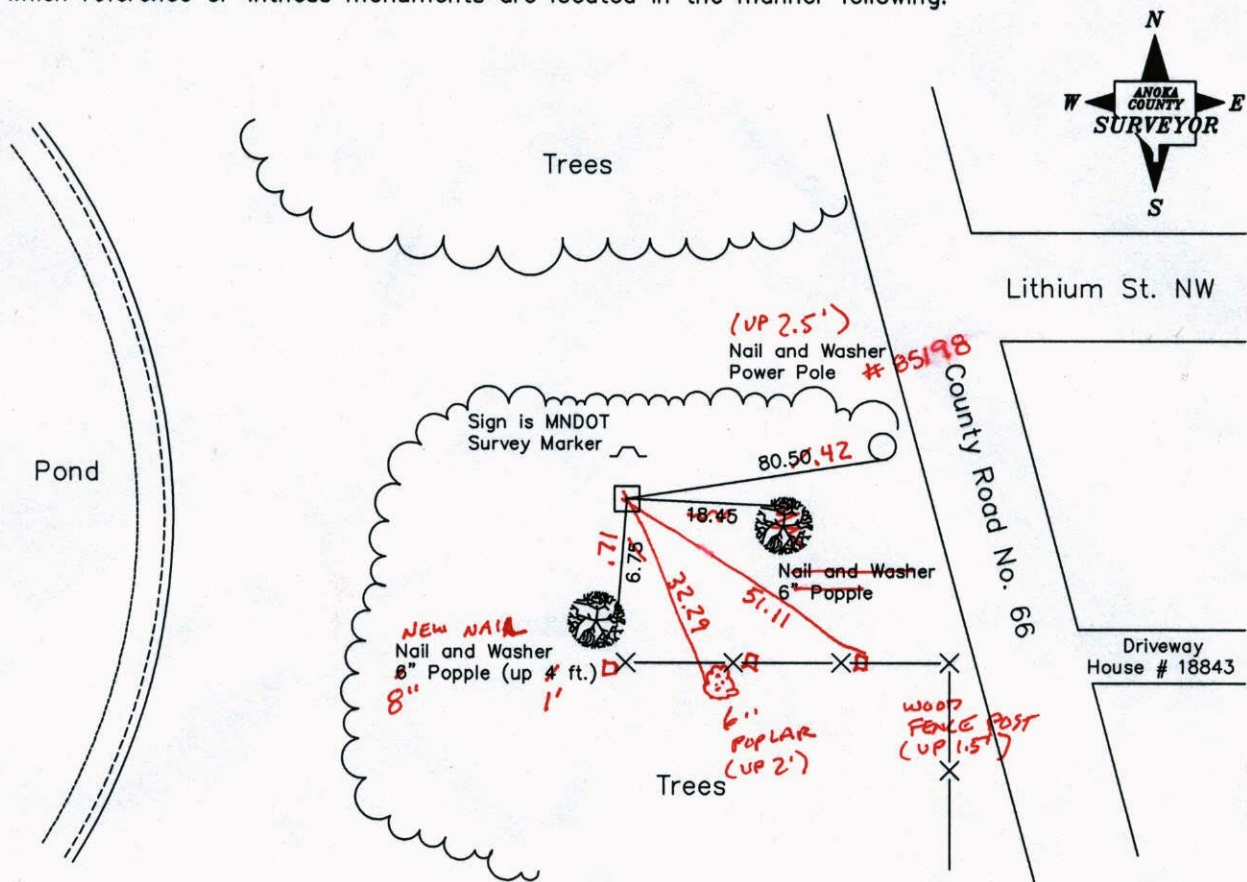 which reference or witness monuments are located in the manner following:
N
W
ANOKA
COUNTY
SURVEYOR
E
S
Trees
Lithium St. NW
(UP 2.5')
Nail and Washer
Power Pole # 85198
County Road No. 66
Sign is MNDOT
Survey Marker
Pond
80.50 .42
18.45
.71
6.75
32.29
51.11
Nail and Washer
6" Popple
NEW NAIL
Nail and Washer
6" Popple (up 4 ft.)
8" 1'
6"
POPLAR
(UP 2')
WOOD
FENCE POST
(UP 1.5')
Driveway
House # 18843
Trees